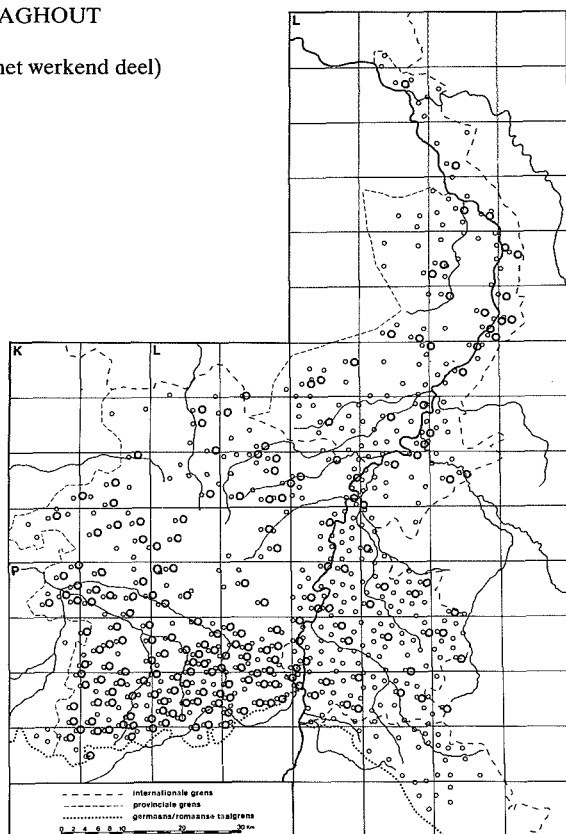 AGHOUT
net werkend deel)
L
K L
P Q
internationale grens
provinciale grens
germaans/romaanse taalgrens
0 2 4 6 8 10 20 30 Km